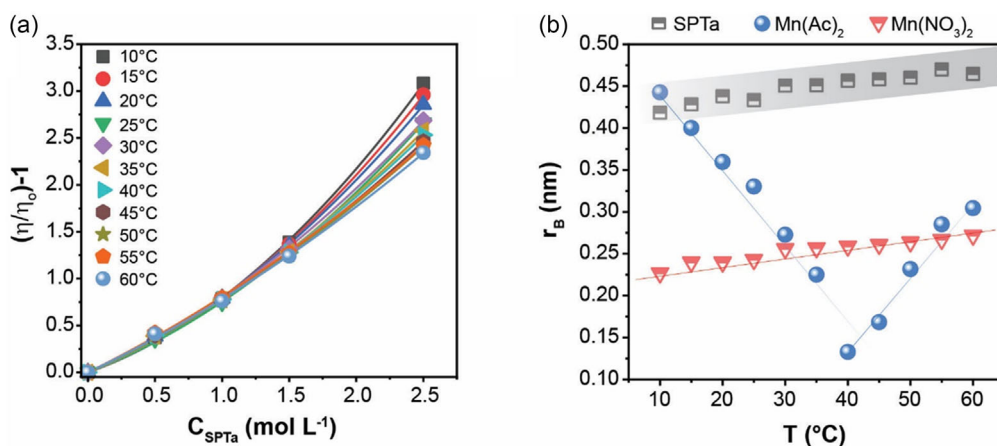 (a)
(η/η₀)-1
3.5
3.0
2.5
2.0
1.5
1.0
0.5
0.0
10°C
15°C
20°C
25°C
30°C
35°C
40°C
45°C
50°C
55°C
60°C
0.0 0.5 1.0 1.5 2.0 2.5
C_SPTa (mol L⁻¹)
(b)
SPTa Mn(Ac)₂ Mn(NO₃)₂
r_B (nm)
0.50
0.45
0.40
0.35
0.30
0.25
0.15
0.10
10 20 30 40 50 60
T (°C)